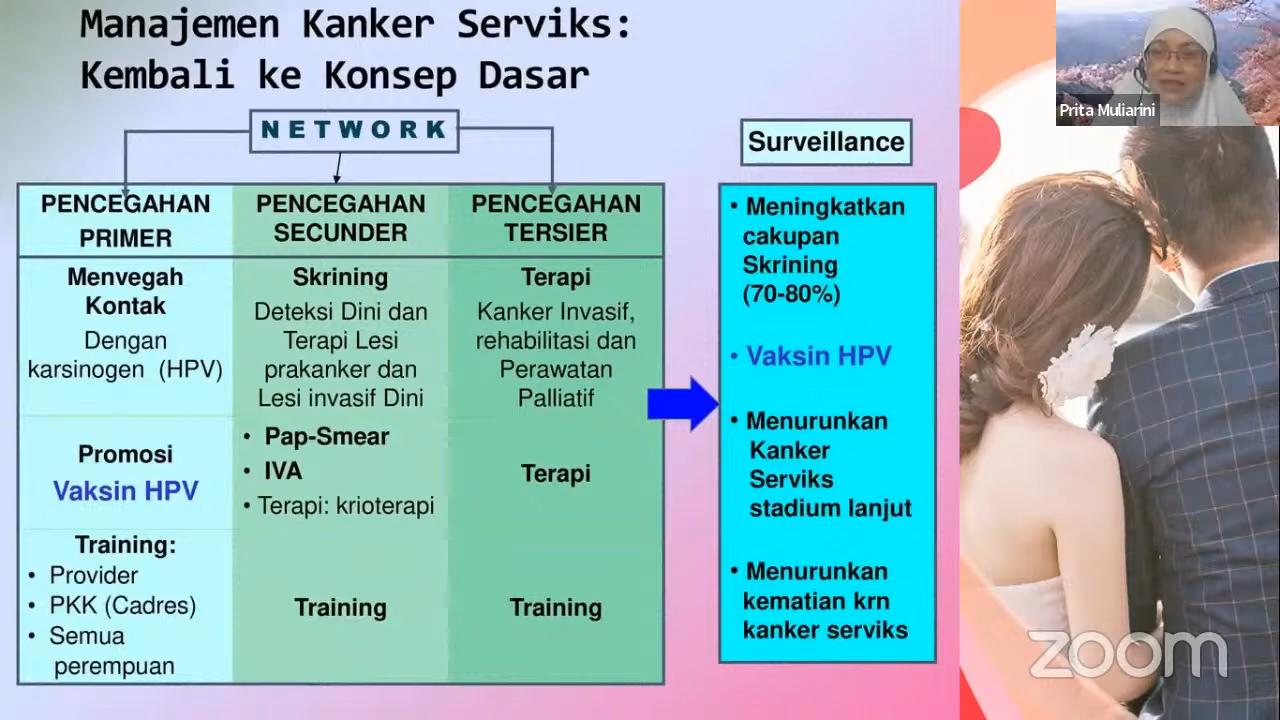 Manajemen Kanker Serviks:
Kembali ke Konsep Dasar
NETWORK
PENCEGAHAN
PRIMER
Menvegah
Kontak
Dengan
karsinogen (HPV)
Promosi
Vaksin HPV
Training:
• Provider
• PKK (Cadres)
• Semua
perempuan
PENCEGAHAN
SECUNDER
Skrining
Deteksi Dini dan
Terapi Lesi
prakanker dan
Lesi invasif Dini
• Pap-Smear
• IVA
• Terapi: krioterapi
Training
PENCEGAHAN
TERSIER
Terapi
Kanker Invasif,
rehabilitasi dan
Perawatan
Palliatif
Terapi
Training
Surveillance
• Meningkatkan
cakupan
Skrining
(70-80%)
• Vaksin HPV
• Menurunkan
Kanker
Serviks
stadium lanjut
• Menurunkan
kematian krn
kanker serviks
Prita Muliarini
zoom